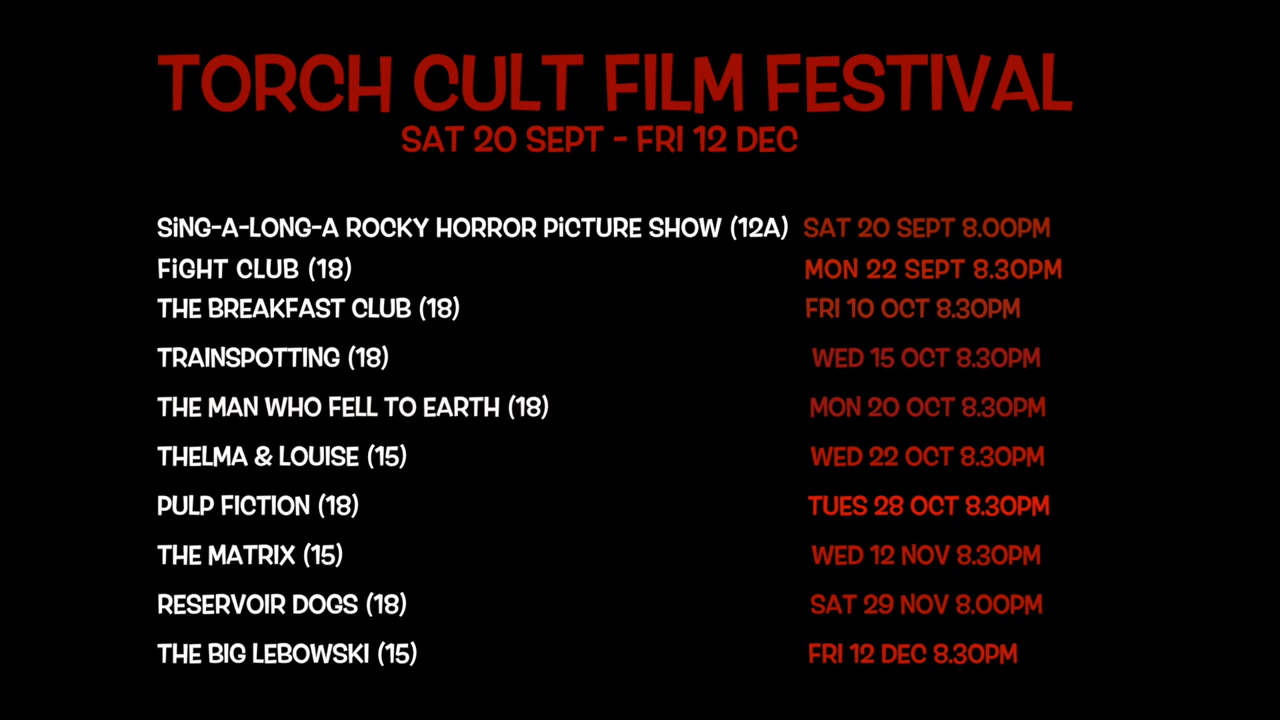 TORCH CULT FILM FESTIVAL
SAT 20 SEPT - FRI 12 DEC
SiNG-A-LONG-A ROCKY HORROR PiCTURE SHOW (12A) SAT 20 SEPT 8.00PM
FiGHT CLUB (18) MON 22 SEPT 8.30PM
THE BREAKFAST CLUB (18) FRI 10 OCT 8.30PM
TRAINSPOTTING (18) WED 15 OCT 8.30PM
THE MAN WHO FELL TO EARTH (18) MON 20 OCT 8.30PM
THELMA & LOUISE (15) WED 22 OCT 8.30PM
PULP FICTION (18) TUES 28 OCT 8.30PM
THE MATRIX (15) WED 12 NOV 8.30PM
RESERVOIR DOGS (18) SAT 29 NOV 8.00PM
THE BIG LEBOWSKI (15) FRI 12 DEC 8.30PM